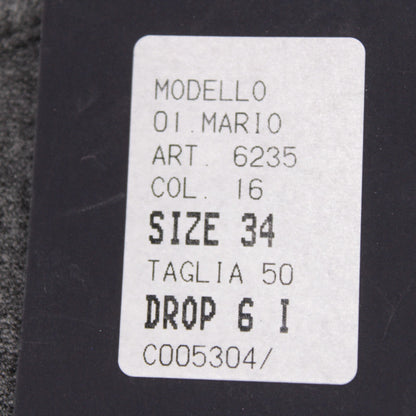 MODELLO
01.MARIO
ART. 6235
COL. 16
SIZE 34
TAGLIA 50
DROP 6 I
C005304/